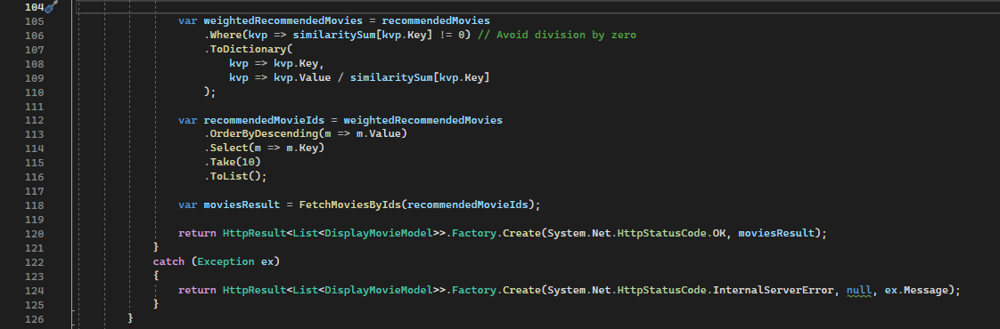 104
105 var weightedRecommendedMovies = recommendedMovies
106 .Where(kvp => similaritySum[kvp.Key] != 0) // Avoid division by zero
107 .ToDictionary(
108 kvp => kvp.Key,
109 kvp => kvp.Value / similaritySum[kvp.Key]
110 );
111
112 var recommendedMovieIds = weightedRecommendedMovies
113 .OrderByDescending(m => m.Value)
114 .Select(m => m.Key)
115 .Take(10)
116 .ToList();
117
118 var moviesResult = FetchMoviesByIds(recommendedMovieIds);
119
120 return HttpResult<List<DisplayMovieModel>>.Factory.Create(System.Net.HttpStatusCode.OK, moviesResult);
121 }
122 catch (Exception ex)
123 {
124 return HttpResult<List<DisplayMovieModel>>.Factory.Create(System.Net.HttpStatusCode.InternalServerError, null, ex.Message);
125 }
126 }